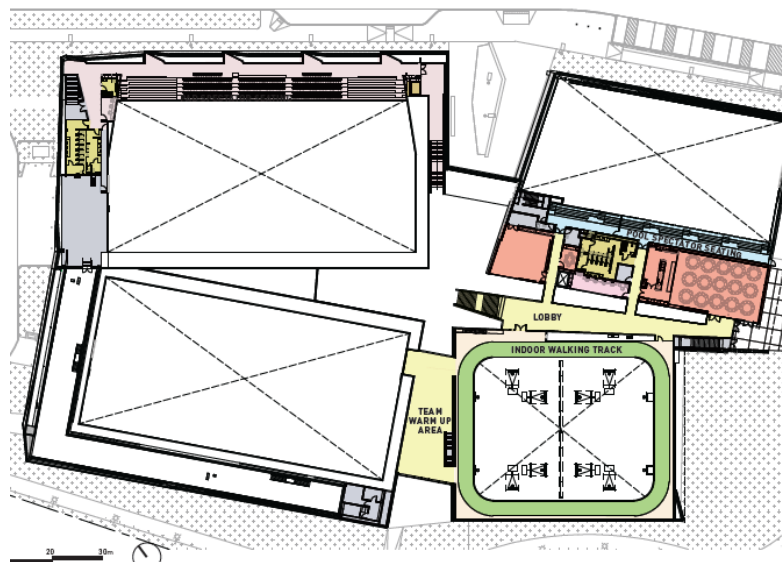 POOL SPECTATOR SEATING
LOBBY
INDOOR WALKING TRACK
TEAM
WARM UP
AREA
20 30m